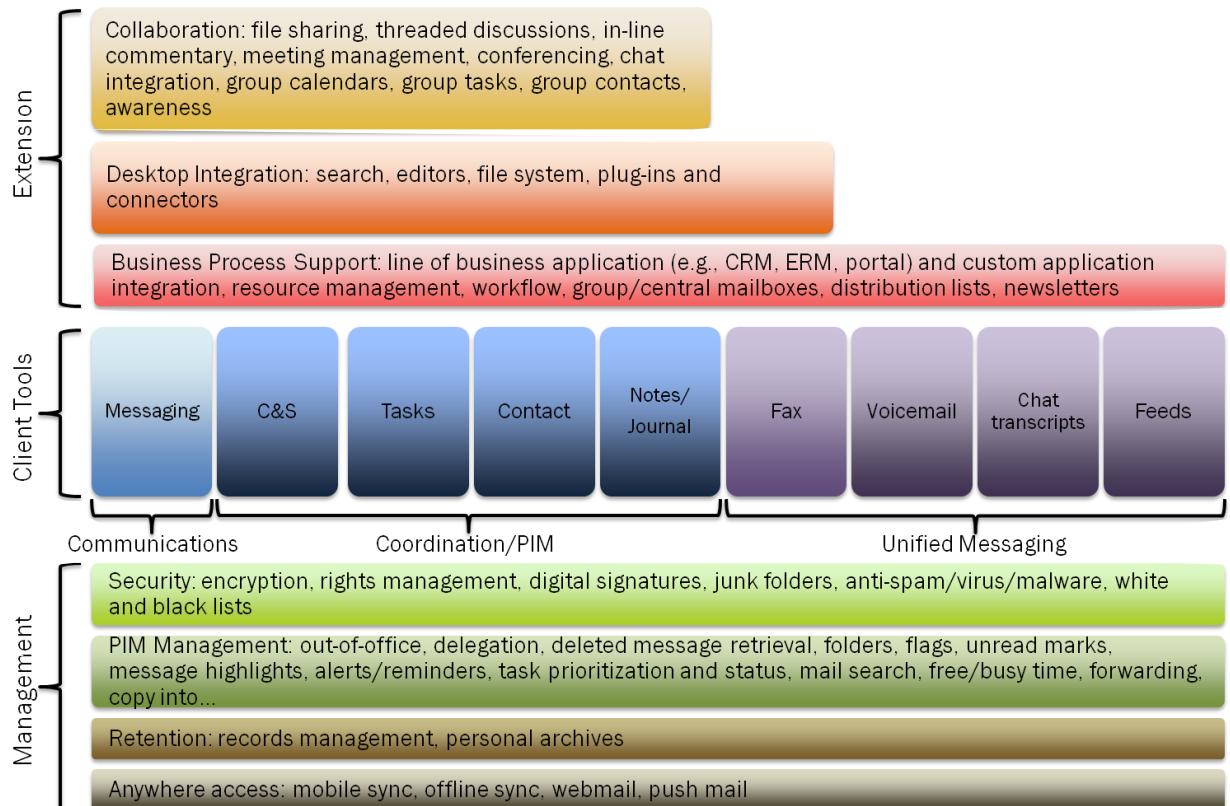 Extension
Collaboration: file sharing, threaded discussions, in-line
commentary, meeting management, conferencing, chat
integration, group calendars, group tasks, group contacts,
awareness
Desktop Integration: search, editors, file system, plug-ins and
connectors
Business Process Support: line of business application (e.g., CRM, ERM, portal) and custom application
integration, resource management, workflow, group/central mailboxes, distribution lists, newsletters
Client Tools
Messaging
C&S
Tasks
Contact
Notes/
Journal
Fax
Voicemail
Chat
transcripts
Feeds
Communications
Coordination/PIM
Unified Messaging
Management
Security: encryption, rights management, digital signatures, junk folders, anti-spam/virus/malware, white
and black lists
PIM Management: out-of-office, delegation, deleted message retrieval, folders, flags, unread marks,
message highlights, alerts/reminders, task prioritization and status, mail search, free/busy time, forwarding,
copy into...
Retention: records management, personal archives
Anywhere access: mobile sync, offline sync, webmail, push mail